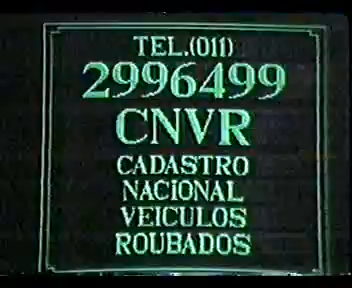 TEL.(011)
2996499
CNVR
CADASTRO
NACIONAL
VEICULOS
ROUBADOS